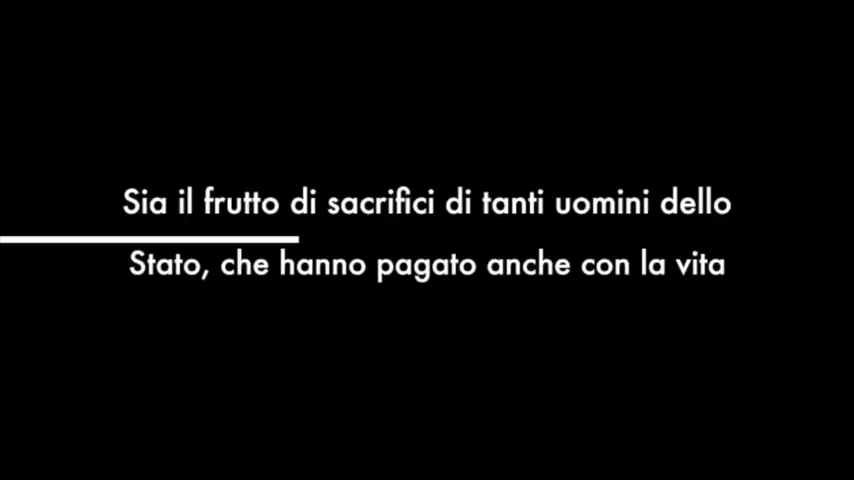 Sia il frutto di sacrifici di tanti uomini dello
Stato, che hanno pagato anche con la vita